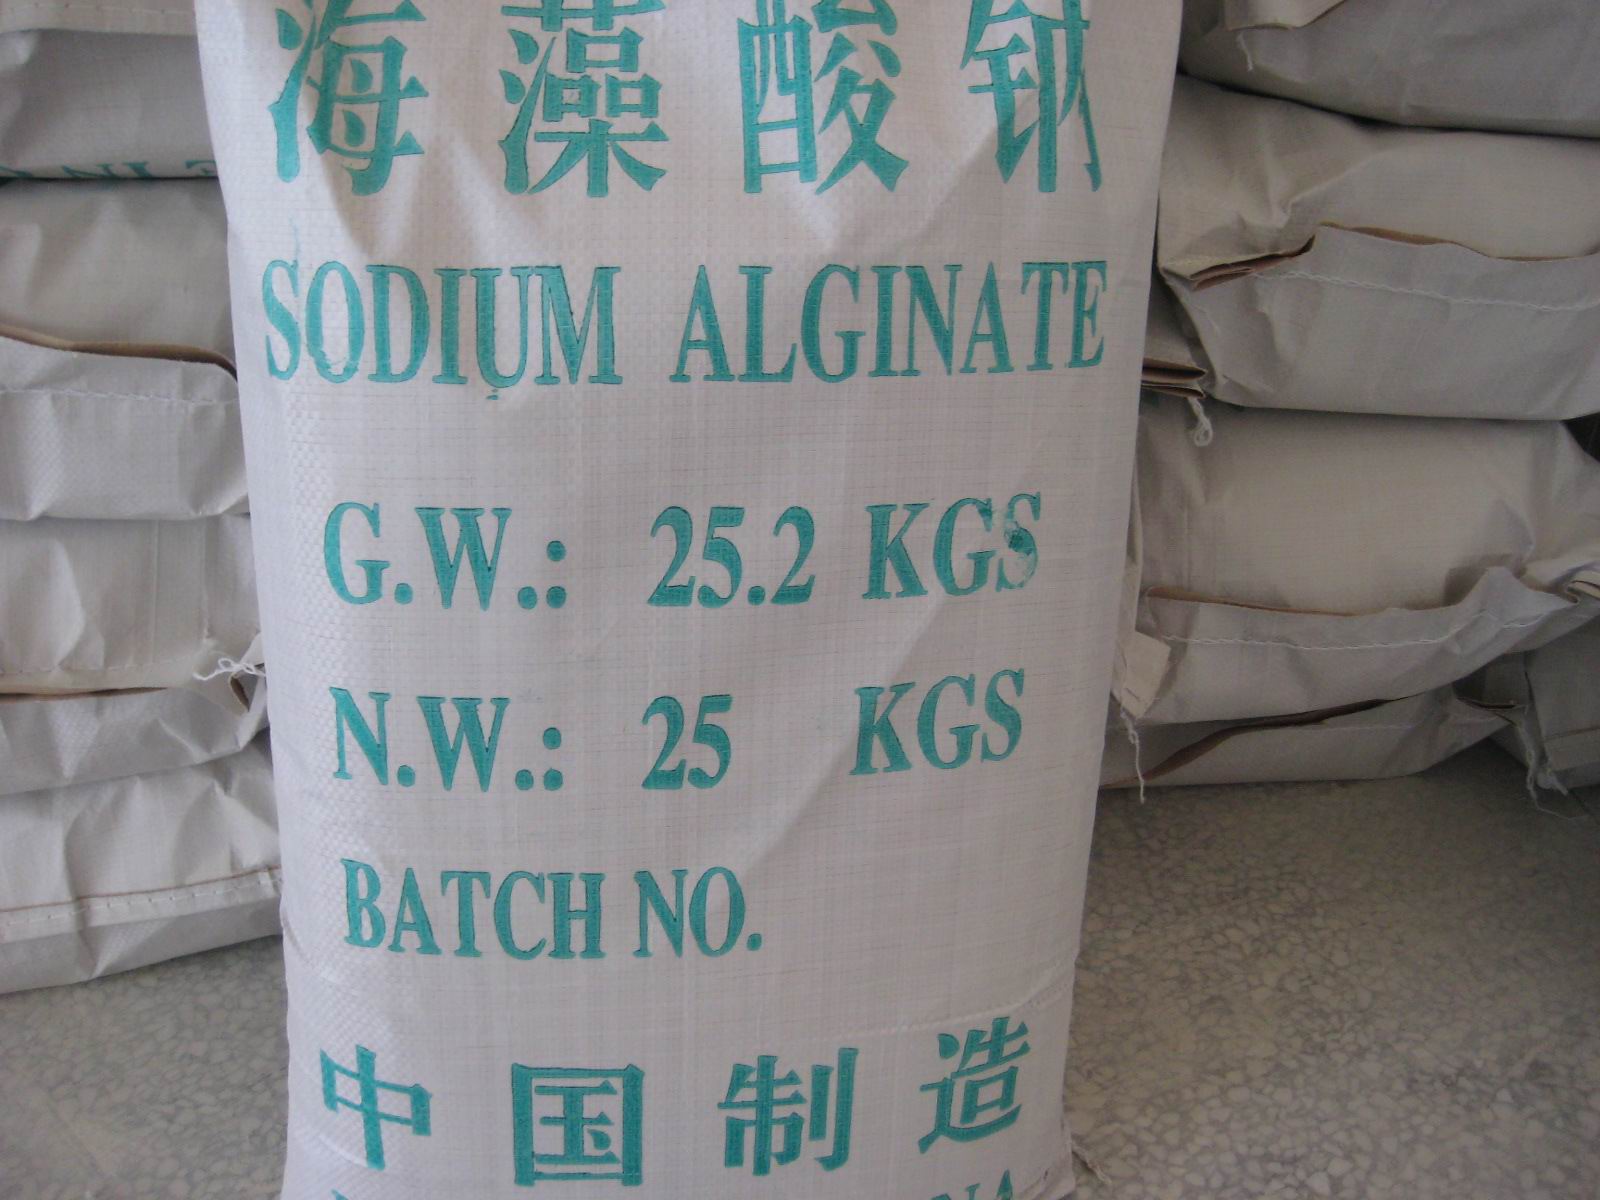 海藻酸钠
SODIUM ALGINATE
G.W.: 25.2 KGS
N.W.: 25 KGS
BATCH NO.
中国制造